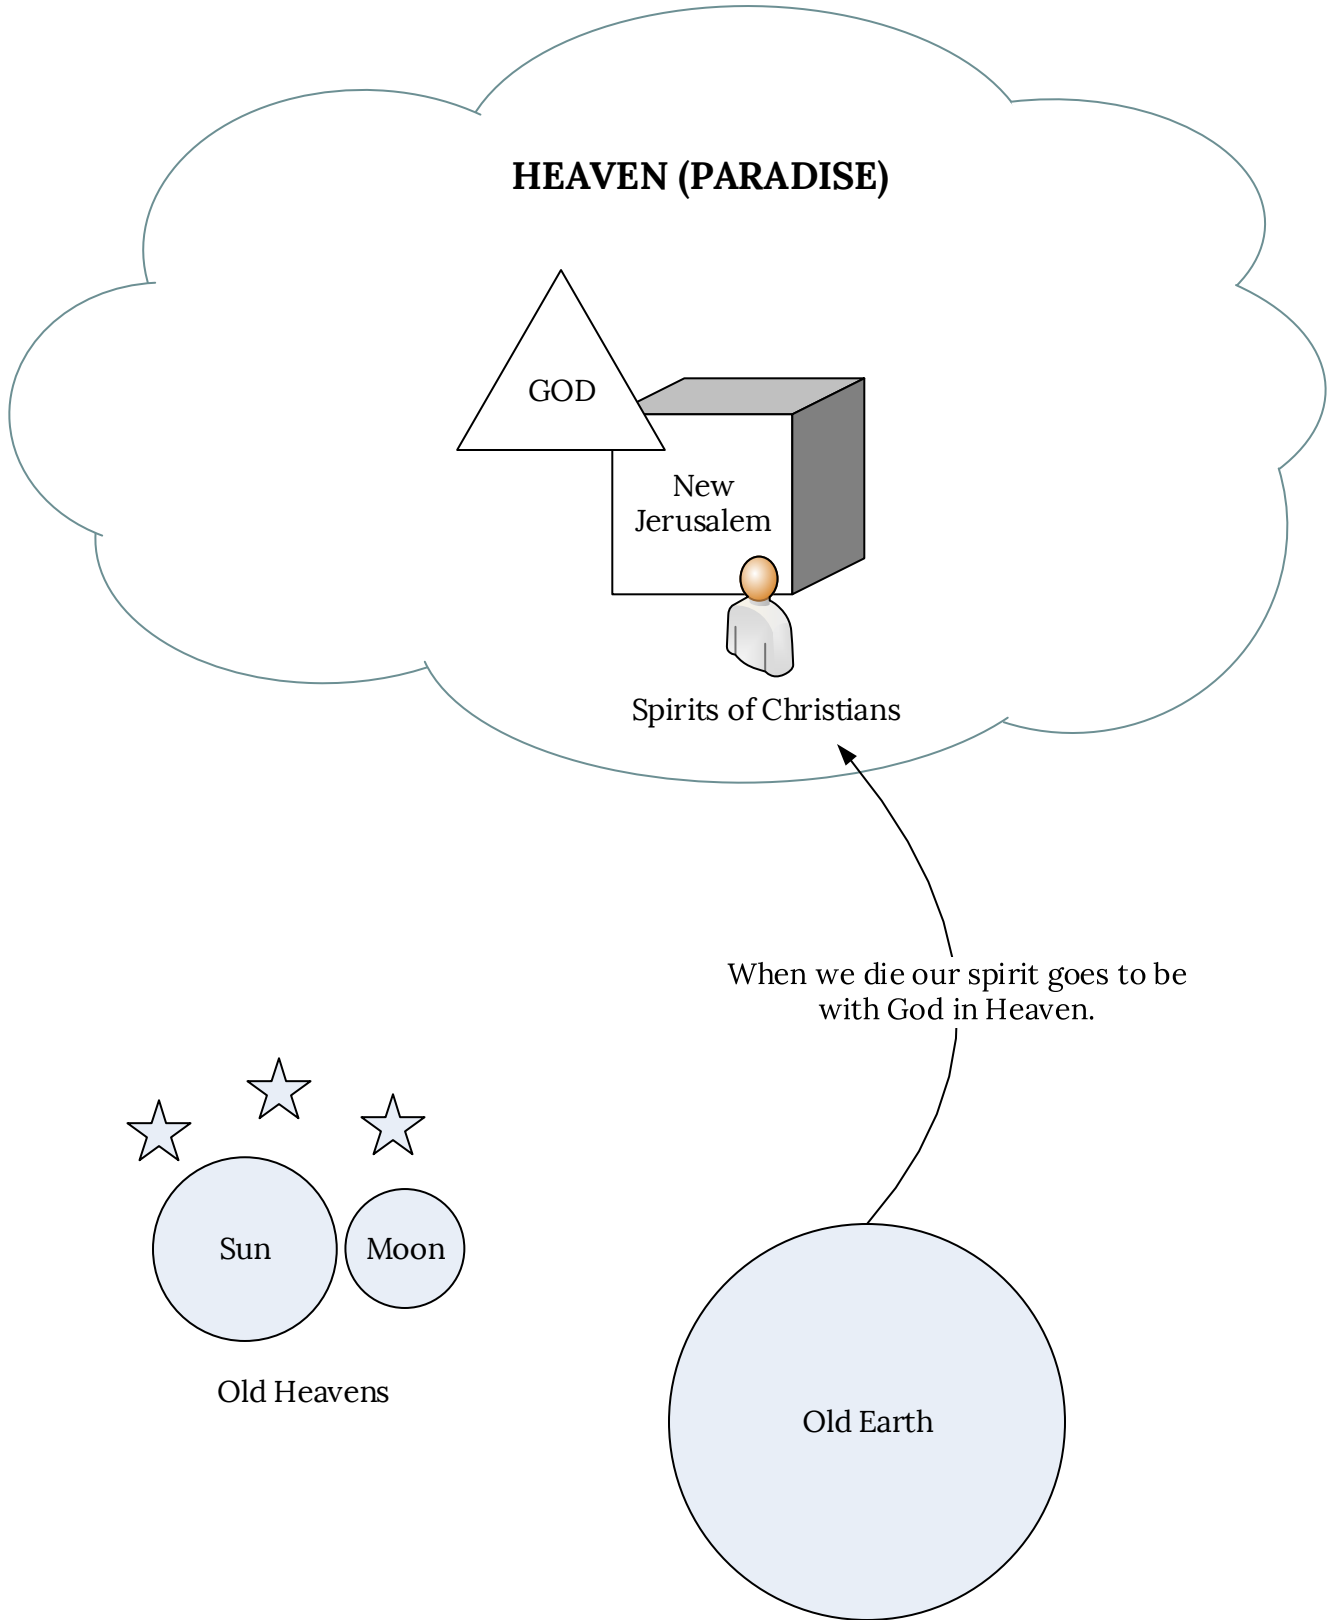 HEAVEN (PARADISE)
GOD
New
Jerusalem
Spirits of Christians
When we die our spirit goes to be
with God in Heaven.
Sun
Moon
Old Heavens
Old Earth